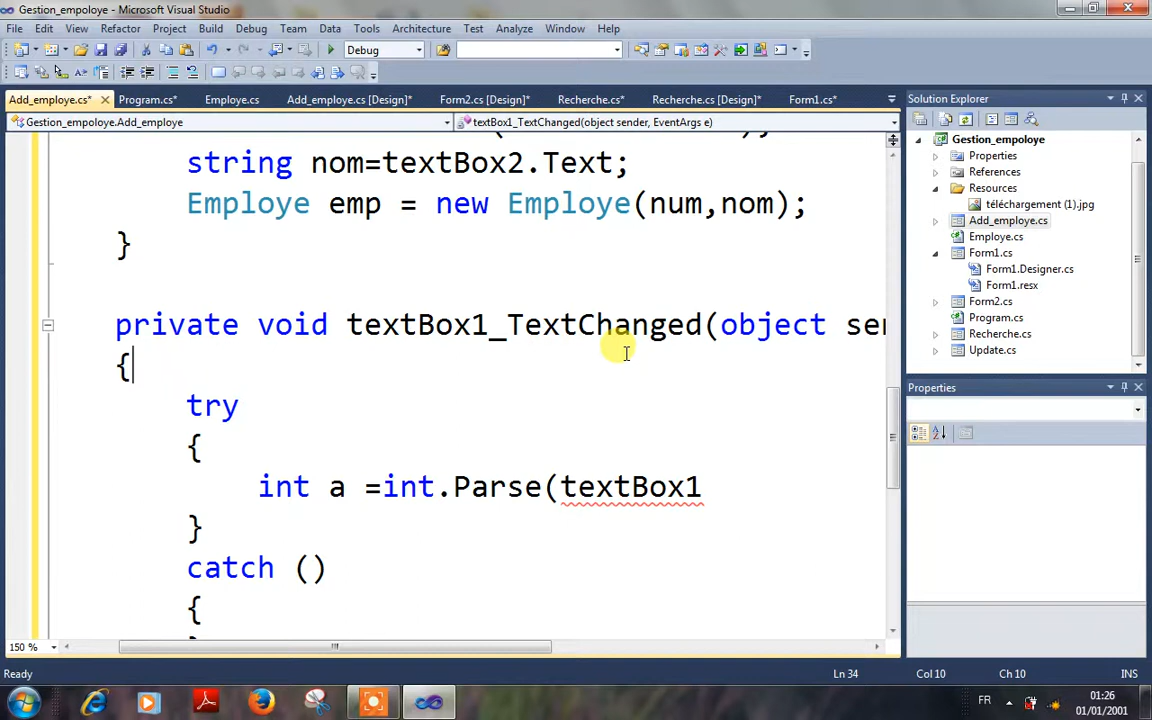 Gestion_empoloye - Microsoft Visual Studio
File Edit View Refactor Project Build Debug Team Data Tools Architecture Test Analyze Window Help
Debug
Add_employe.cs* Program.cs* Employe.cs Add_employe.cs [Design]* Form2.cs [Design]* Recherche.cs* Recherche.cs [Design]* Form1.cs*
Gestion_empoloye.Add_employe textBox1_TextChanged(object sender, EventArgs e)
string nom=textBox2.Text;
Employe emp = new Employe(num,nom);
}
private void textBox1_TextChanged(object sen
{
try
{
int a =int.Parse(textBox1
}
catch ()
{
150 %
Solution Explorer
Gestion_empoloye
Properties
References
Resources
téléchargement (1).jpg
Add_employe.cs
Employe.cs
Form1.cs
Form1.Designer.cs
Form1.resx
Form2.cs
Program.cs
Recherche.cs
Update.cs
Properties
Ready Ln 34 Col 10 Ch 10 INS
FR 01:26
01/01/2001